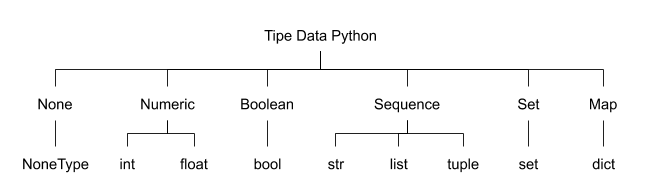 Tipe Data Python
None Numeric Boolean Sequence Set Map
NoneType int float bool str list tuple set dict